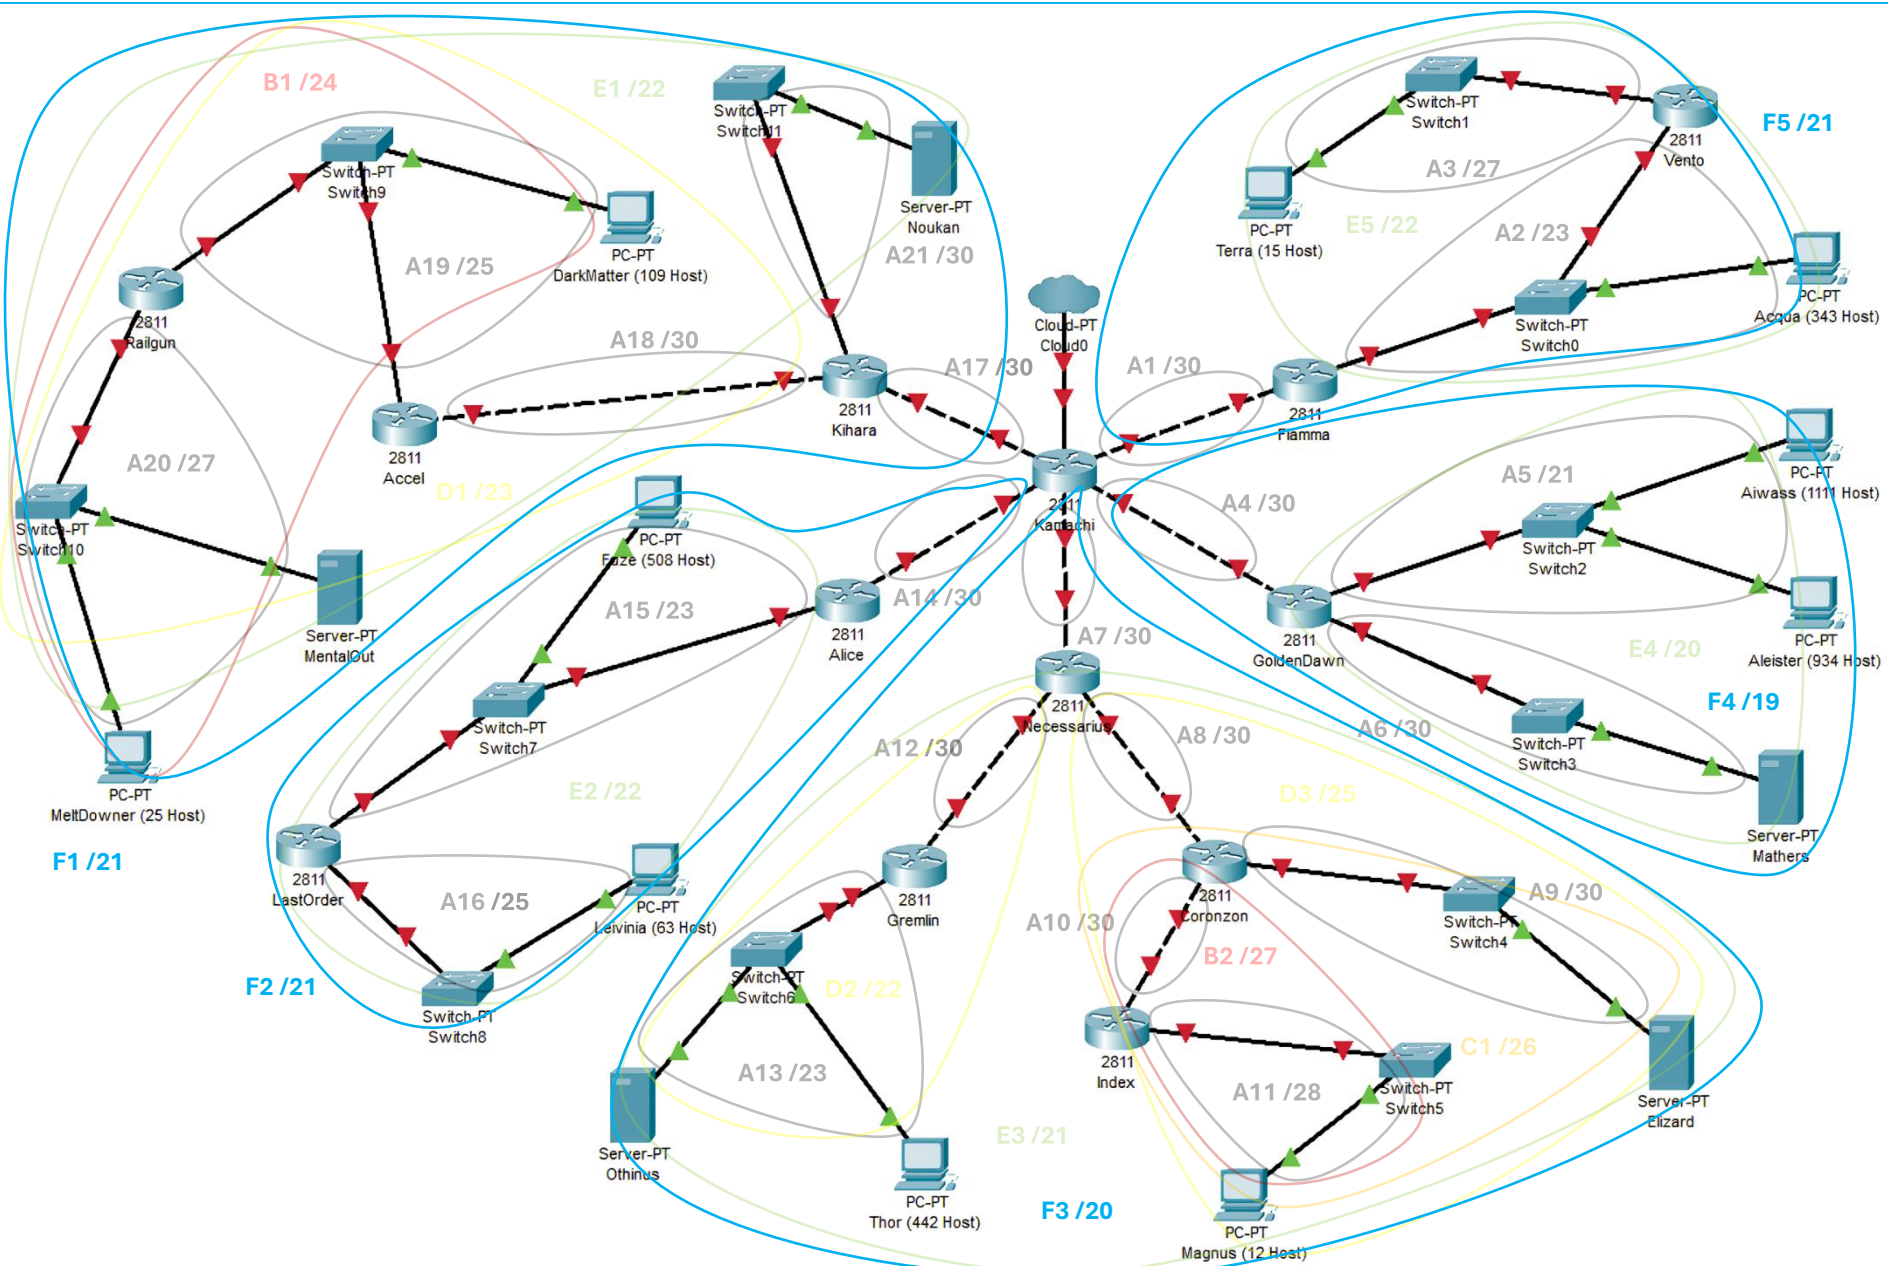 B1 /24
E1 /22
Switch-PT
Switch11
Server-PT
Noukan
A21 /30
Switch-PT
Switch9
PC-PT
DarkMatter (109 Host)
A19 /25
2811
Railgun
A18 /30
A17 /30
2811
Kihara
2811
Accel
A20 /27
D1 /23
Switch-PT
Switch10
Server-PT
MentalOut
PC-PT
MeltDowner (25 Host)
F1 /21
Cloud-PT
Cloud0
A1 /30
Switch-PT
Switch1
2811
Vento
F5 /21
A3 /27
PC-PT
Terra (15 Host)
E5 /22
A2 /23
PC-PT
Acqua (343 Host)
Switch-PT
Switch0
2811
Fiamma
2811
Kamachi
A4 /30
A5 /21
PC-PT
Aiwass (1111 Host)
Switch-PT
Switch2
PC-PT
Aleister (934 Host)
2811
GoldenDawn
E4 /20
F4 /19
Switch-PT
Switch3
A6 /30
Server-PT
Mathers
PC-PT
Fuze (508 Host)
A15 /23
A14 /30
2811
Alice
Switch-PT
Switch7
E2 /22
2811
LastOrder
A16 /25
PC-PT
Leivinia (63 Host)
F2 /21
Switch-PT
Switch8
A7 /30
2811
Necessarius
A12 /30
A8 /30
D3 /25
2811
Gremlin
2811
Coronzon
A9 /30
Switch-PT
Switch4
A10 /30
B2 /27
Switch-PT
Switch6
D2 /22
A13 /23
2811
Index
C1 /26
A11 /28
Switch-PT
Switch5
Server-PT
Elizard
Server-PT
Othinus
E3 /21
PC-PT
Thor (442 Host)
F3 /20
PC-PT
Magnus (12 Host)